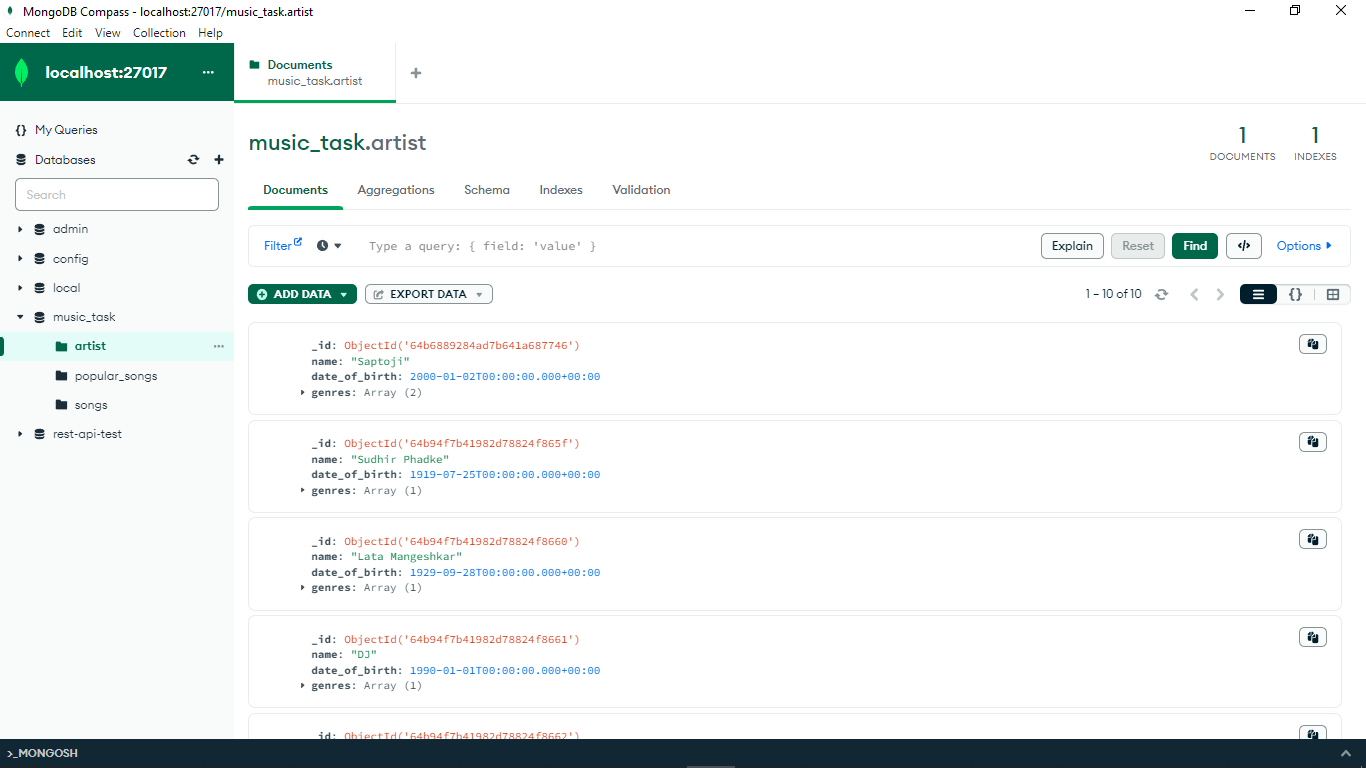 MongoDB Compass - localhost:27017/music_task.artist
Connect Edit View Collection Help
localhost:27017
Documents
music_task.artist
My Queries
Databases
Search
admin
config
local
music_task
artist
popular_songs
songs
rest-api-test
music_task.artist
1 DOCUMENTS
1 INDEXES
Documents Aggregations Schema Indexes Validation
Filter Type a query: { field: 'value' } Explain Reset Find </> Options
ADD DATA EXPORT DATA 1 – 10 of 10 {}
_id: ObjectId('64b6889284ad7b641a687746')
name: "Saptoji"
date_of_birth: 2000-01-02T00:00:00.000+00:00
genres: Array (2)
_id: ObjectId('64b94f7b41982d78824f865f')
name: "Sudhir Phadke"
date_of_birth: 1919-07-25T00:00:00.000+00:00
genres: Array (1)
_id: ObjectId('64b94f7b41982d78824f8660')
name: "Lata Mangeshkar"
date_of_birth: 1929-09-28T00:00:00.000+00:00
genres: Array (1)
_id: ObjectId('64b94f7b41982d78824f8661')
name: "DJ"
date_of_birth: 1990-01-01T00:00:00.000+00:00
genres: Array (1)
_id: ObjectId('64b94f7b41982d78824f8662')
>_MONGOSH